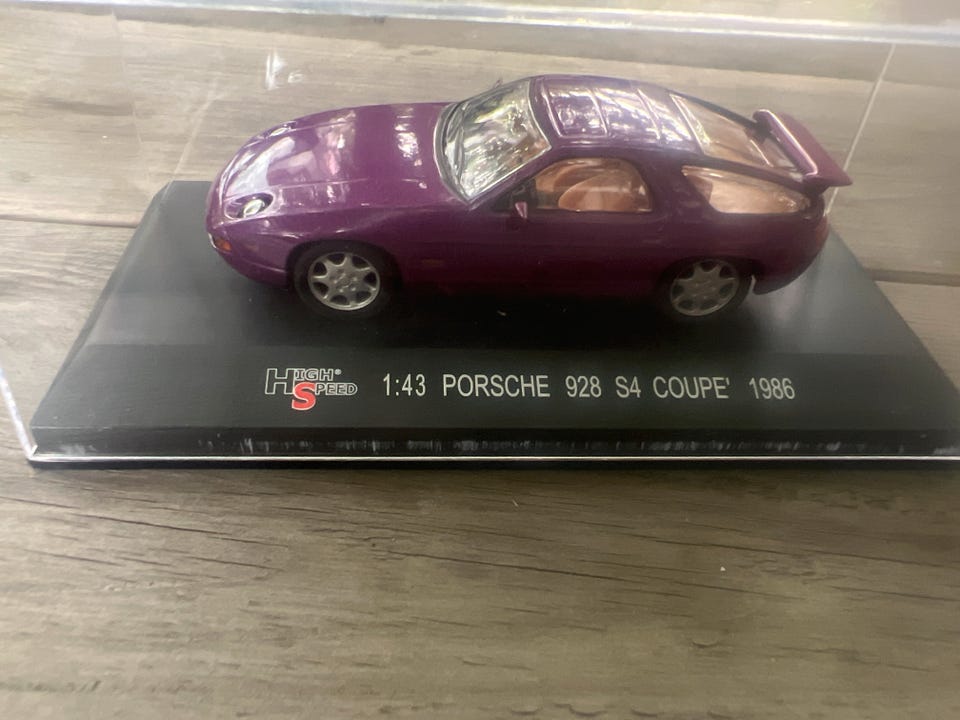 HIGH SPEED® 1:43 PORSCHE 928 S4 COUPE' 1986